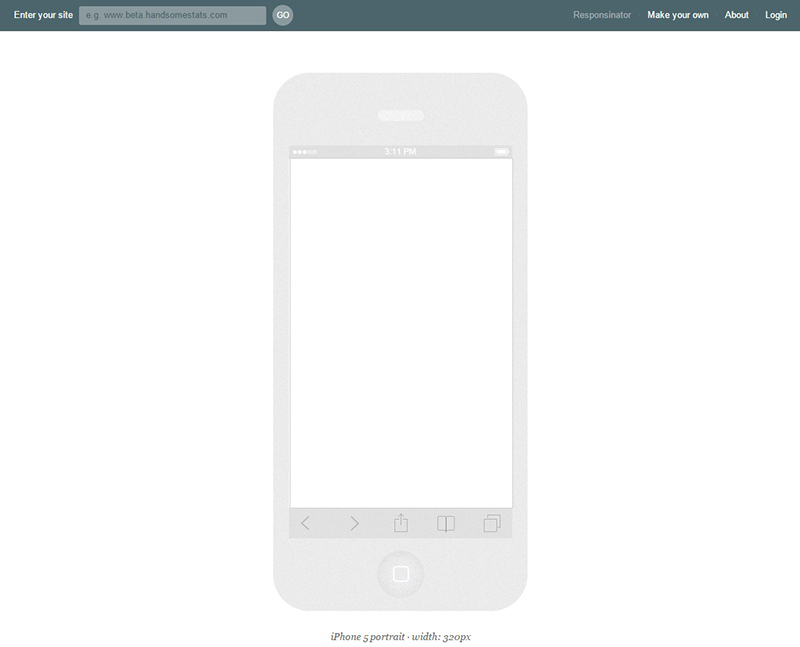 Enter your site e.g. www.beta.handsomestats.com GO Responsinator Make your own About Login
3:11 PM
iPhone 5 portrait · width: 320px